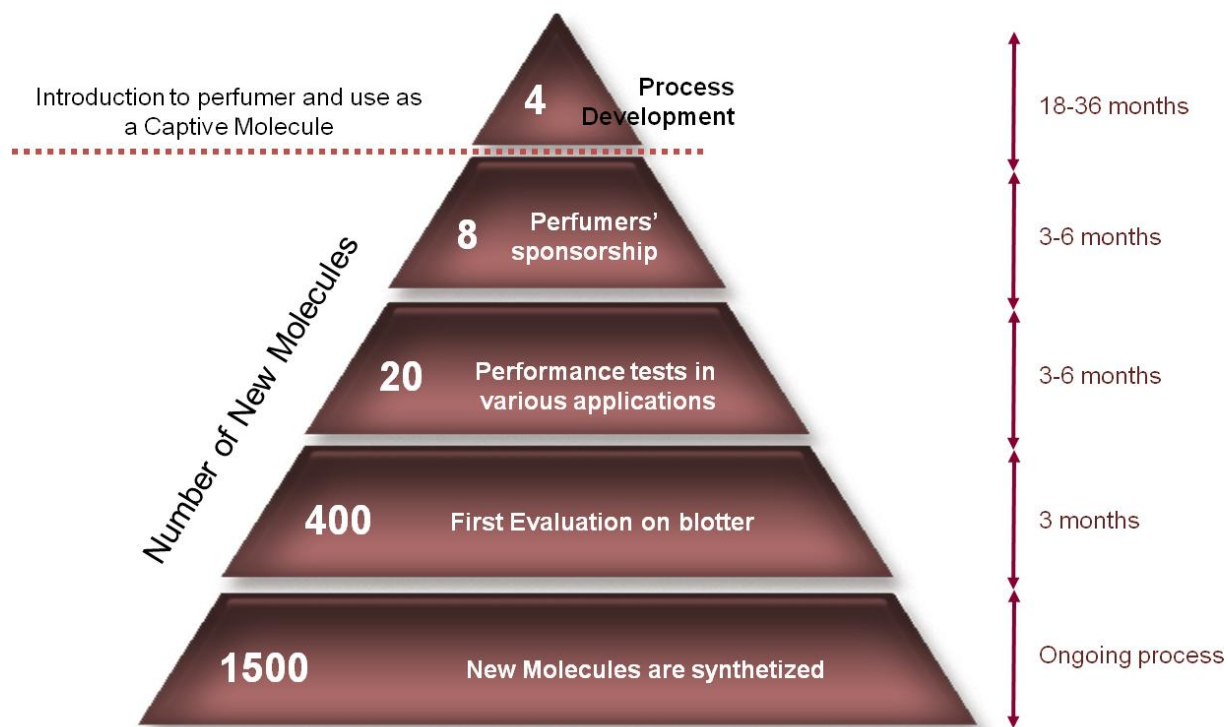 Introduction to perfumer and use as
a Captive Molecule
4
Process
Development
18-36 months
8
Perfumers'
sponsorship
3-6 months
Number of New Molecules
20
Performance tests in
various applications
3-6 months
400
First Evaluation on blotter
3 months
1500
New Molecules are synthetized
Ongoing process